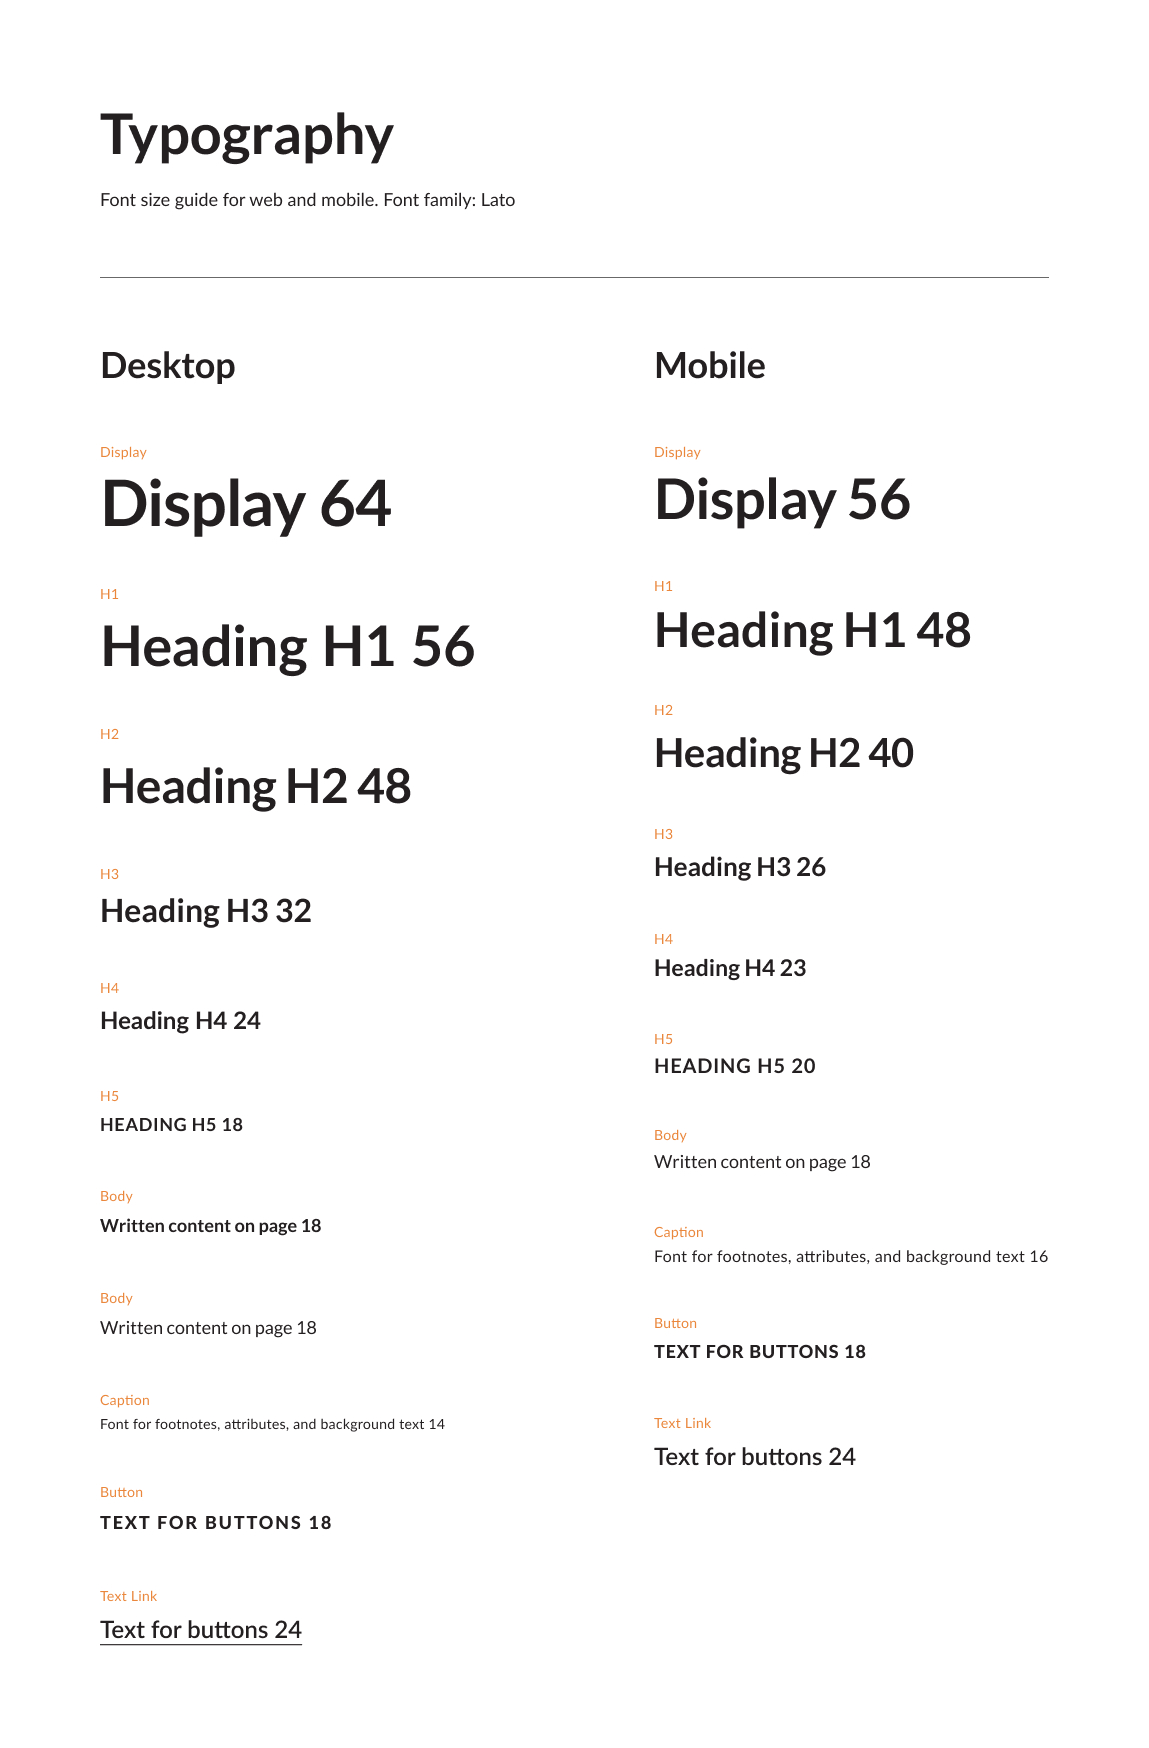 Typography
Font size guide for web and mobile. Font family: Lato
Desktop
Display
Display 64
H1
Heading H1 56
H2
Heading H2 48
H3
Heading H3 32
H4
Heading H4 24
H5
HEADING H5 18
Body
Written content on page 18
Body
Written content on page 18
Caption
Font for footnotes, attributes, and background text 14
Button
TEXT FOR BUTTONS 18
Text Link
Text for buttons 24
Mobile
Display
Display 56
H1
Heading H1 48
H2
Heading H2 40
H3
Heading H3 26
H4
Heading H4 23
H5
HEADING H5 20
Body
Written content on page 18
Caption
Font for footnotes, attributes, and background text 16
Button
TEXT FOR BUTTONS 18
Text Link
Text for buttons 24